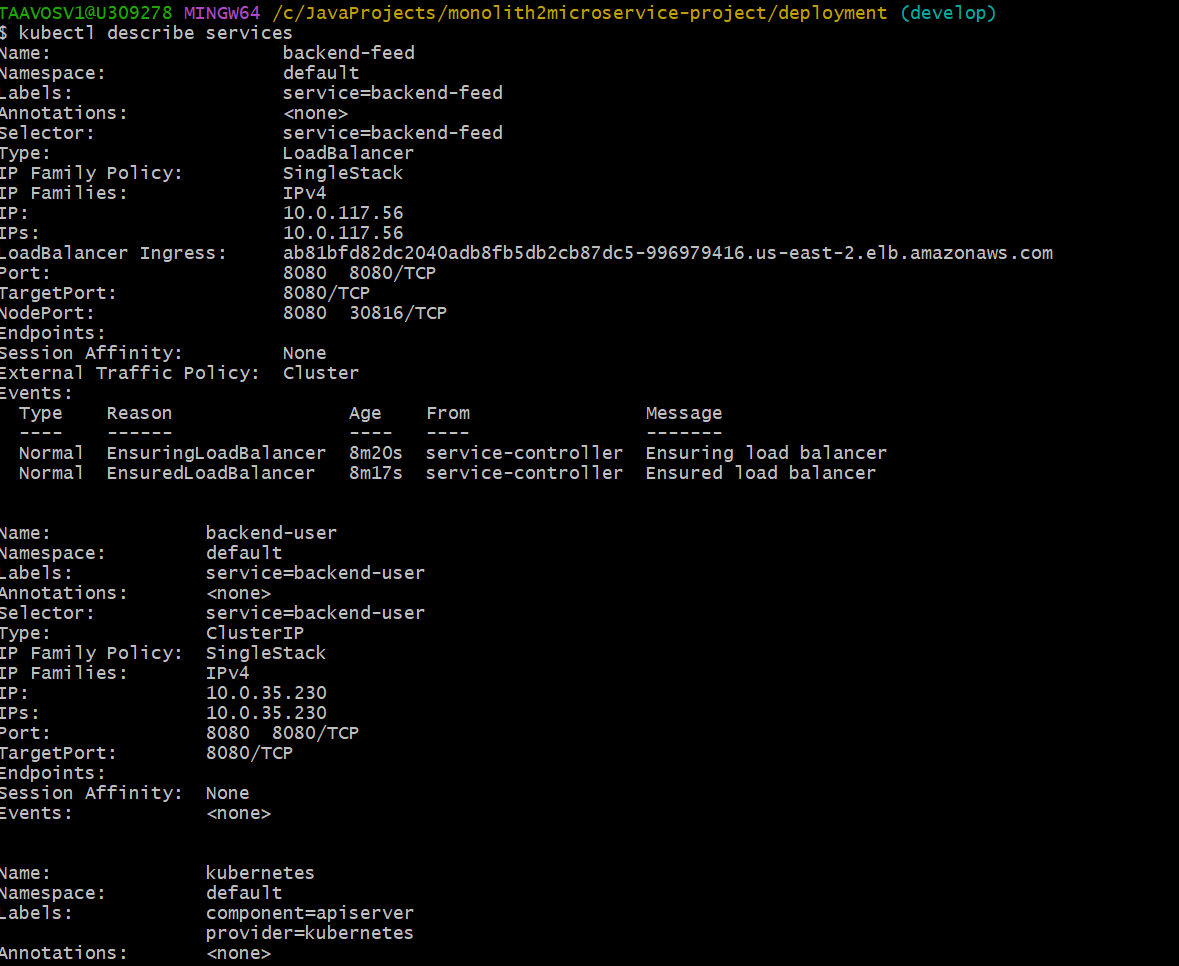 TAAVOSV1@U309278 MINGW64 /c/JavaProjects/monolith2microservice-project/deployment (develop)
$ kubectl describe services
Name:                     backend-feed
Namespace:                default
Labels:                   service=backend-feed
Annotations:              <none>
Selector:                 service=backend-feed
Type:                     LoadBalancer
IP Family Policy:         SingleStack
IP Families:              IPv4
IP:                       10.0.117.56
IPs:                      10.0.117.56
LoadBalancer Ingress:     ab81bfd82dc2040adb8fb5db2cb87dc5-996979416.us-east-2.elb.amazonaws.com
Port:                     8080  8080/TCP
TargetPort:               8080/TCP
NodePort:                 8080  30816/TCP
Endpoints:
Session Affinity:         None
External Traffic Policy:  Cluster
Events:
  Type    Reason                Age    From                Message
  ----    ------                ----   ----                -------
  Normal  EnsuringLoadBalancer  8m20s  service-controller  Ensuring load balancer
  Normal  EnsuredLoadBalancer   8m17s  service-controller  Ensured load balancer
Name:              backend-user
Namespace:         default
Labels:            service=backend-user
Annotations:       <none>
Selector:          service=backend-user
Type:              ClusterIP
IP Family Policy:  SingleStack
IP Families:       IPv4
IP:                10.0.35.230
IPs:               10.0.35.230
Port:              8080  8080/TCP
TargetPort:        8080/TCP
Endpoints:
Session Affinity:  None
Events:            <none>
Name:              kubernetes
Namespace:         default
Labels:            component=apiserver
                   provider=kubernetes
Annotations:       <none>